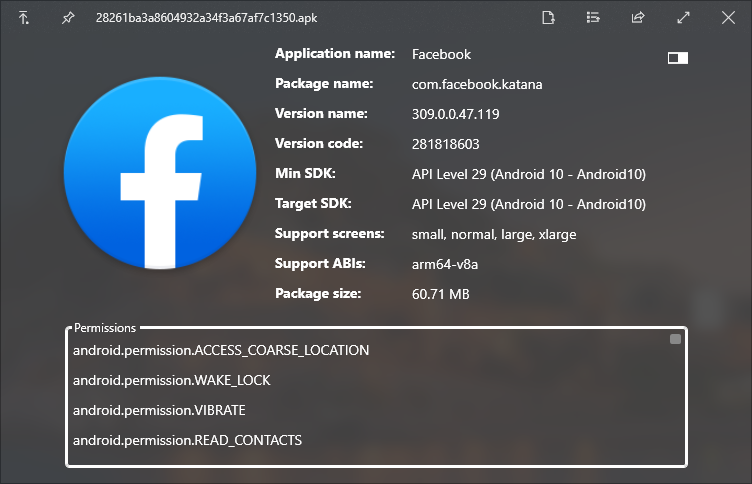 28261ba3a8604932a34f3a67af7c1350.apk
Application name: Facebook
Package name: com.facebook.katana
Version name: 309.0.0.47.119
Version code: 281818603
Min SDK: API Level 29 (Android 10 - Android10)
Target SDK: API Level 29 (Android 10 - Android10)
Support screens: small, normal, large, xlarge
Support ABIs: arm64-v8a
Package size: 60.71 MB
Permissions
android.permission.ACCESS_COARSE_LOCATION
android.permission.WAKE_LOCK
android.permission.VIBRATE
android.permission.READ_CONTACTS